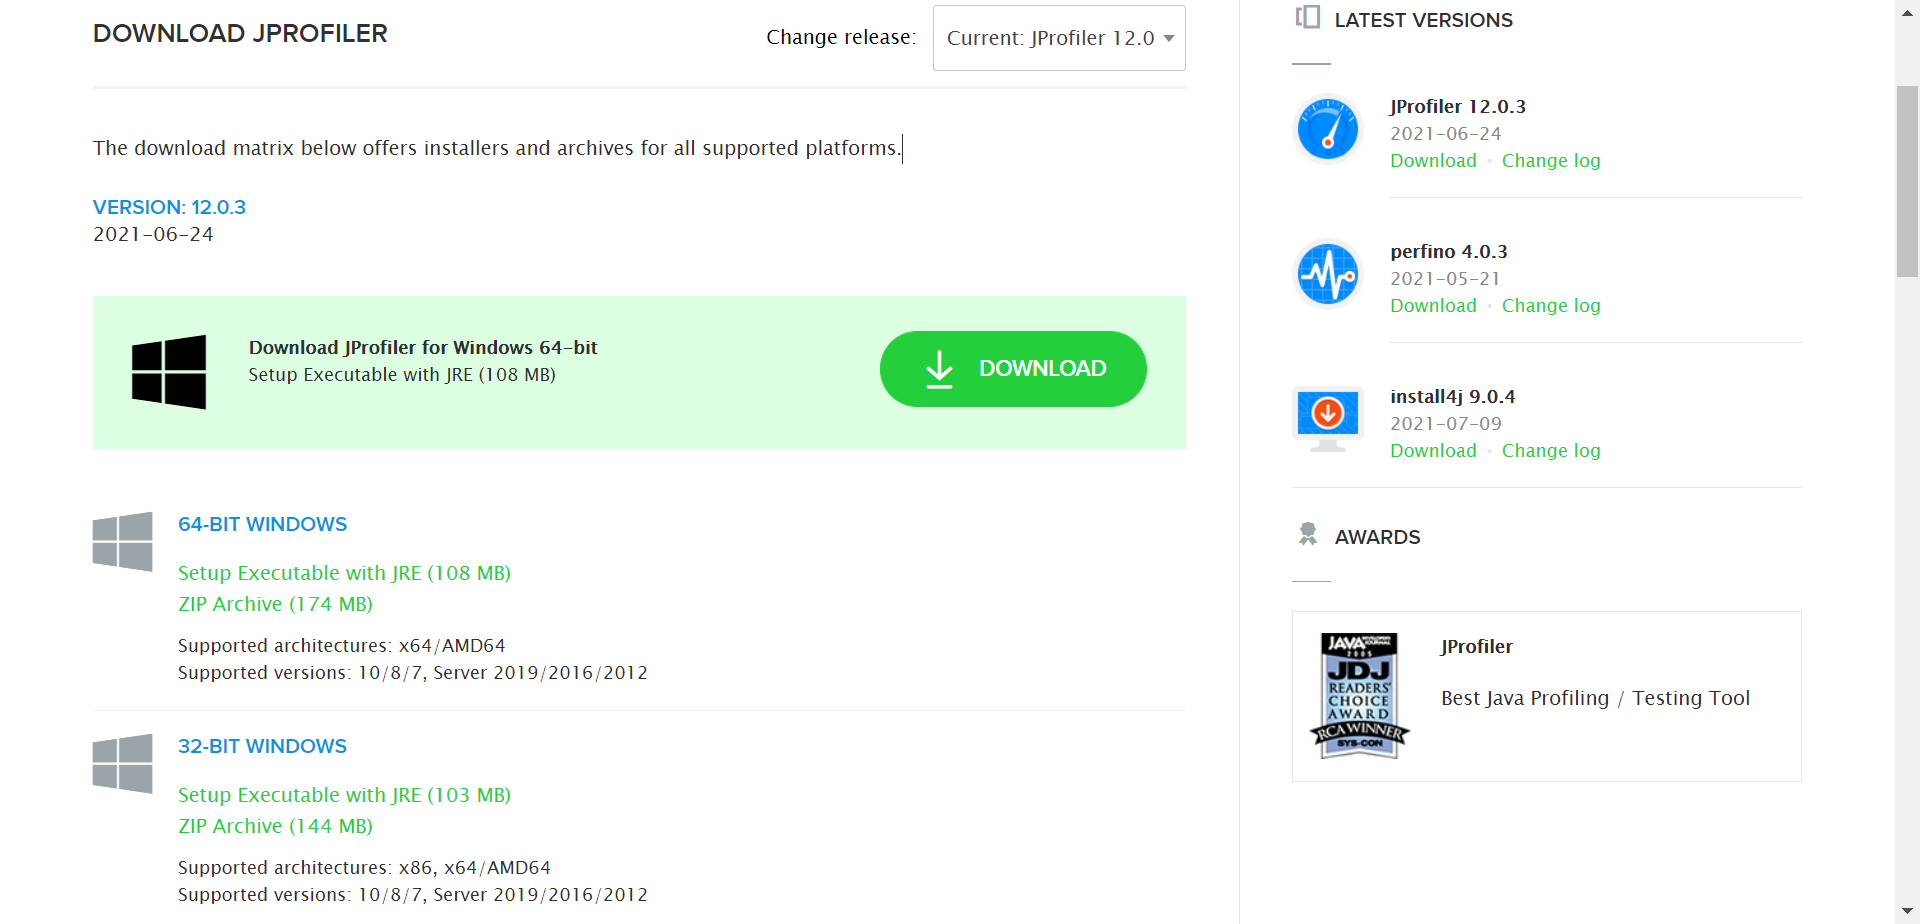 DOWNLOAD JPROFILER
Change release:
Current: JProfiler 12.0
The download matrix below offers installers and archives for all supported platforms.
VERSION: 12.0.3
2021-06-24
Download JProfiler for Windows 64-bit
Setup Executable with JRE (108 MB)
DOWNLOAD
64-BIT WINDOWS
Setup Executable with JRE (108 MB)
ZIP Archive (174 MB)
Supported architectures: x64/AMD64
Supported versions: 10/8/7, Server 2019/2016/2012
32-BIT WINDOWS
Setup Executable with JRE (103 MB)
ZIP Archive (144 MB)
Supported architectures: x86, x64/AMD64
Supported versions: 10/8/7, Server 2019/2016/2012
LATEST VERSIONS
JProfiler 12.0.3
2021-06-24
Download • Change log
perfino 4.0.3
2021-05-21
Download • Change log
install4j 9.0.4
2021-07-09
Download • Change log
AWARDS
JAVA DEVELOPERS JOURNAL
JDJ
READERS'
CHOICE
AWARD
RCA WINNER
SYS-CON
JProfiler
Best Java Profiling / Testing Tool